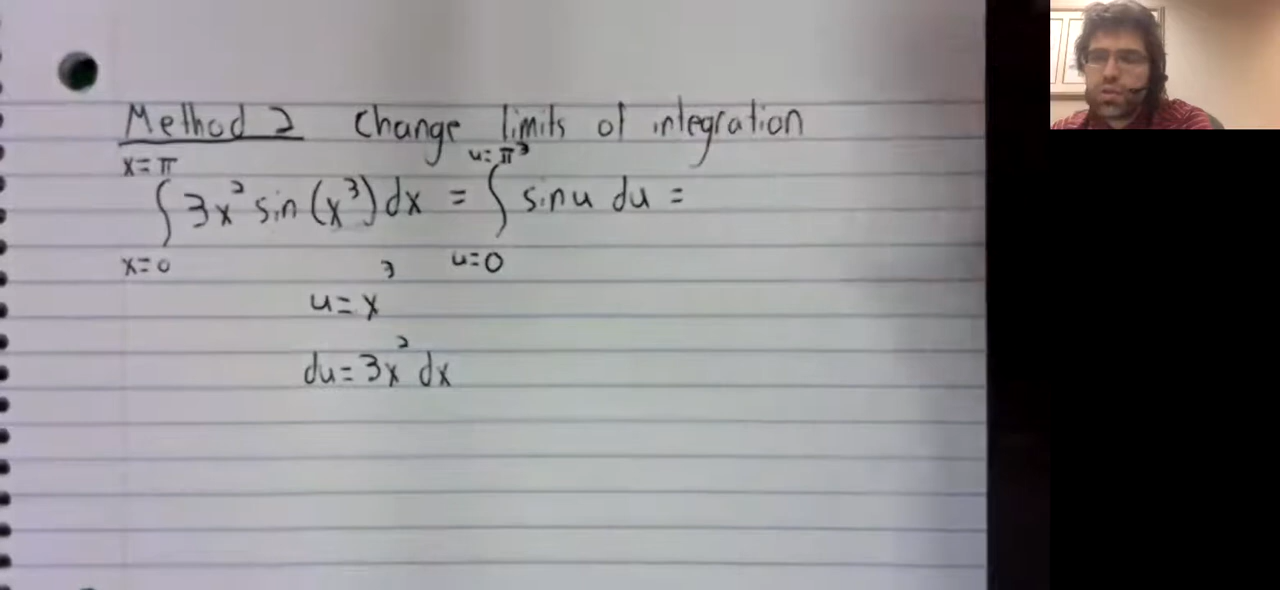 Method 2 Change limits of integration
x=π u=π³
∫ 3x² sin (x³) dx = ∫ sin u du =
x=0 u=0
u=x³
du=3x² dx